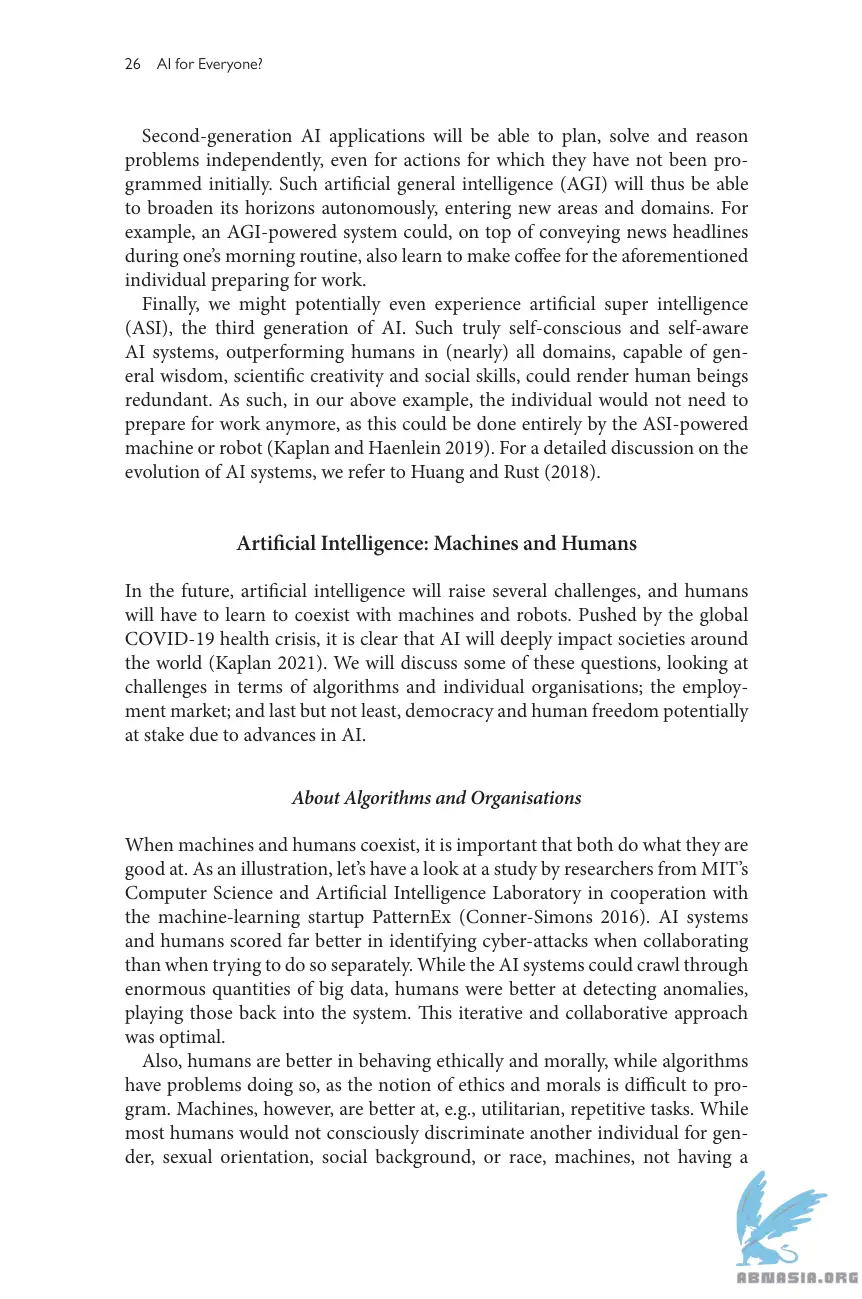 26 AI for Everyone?
Second-generation AI applications will be able to plan, solve and reason
problems independently, even for actions for which they have not been pro-
grammed initially. Such artificial general intelligence (AGI) will thus be able
to broaden its horizons autonomously, entering new areas and domains. For
example, an AGI-powered system could, on top of conveying news headlines
during one’s morning routine, also learn to make coffee for the aforementioned
individual preparing for work.
Finally, we might potentially even experience artificial super intelligence
(ASI), the third generation of AI. Such truly self-conscious and self-aware
AI systems, outperforming humans in (nearly) all domains, capable of gen-
eral wisdom, scientific creativity and social skills, could render human beings
redundant. As such, in our above example, the individual would not need to
prepare for work anymore, as this could be done entirely by the ASI-powered
machine or robot (Kaplan and Haenlein 2019). For a detailed discussion on the
evolution of AI systems, we refer to Huang and Rust (2018).
Artificial Intelligence: Machines and Humans
In the future, artificial intelligence will raise several challenges, and humans
will have to learn to coexist with machines and robots. Pushed by the global
COVID-19 health crisis, it is clear that AI will deeply impact societies around
the world (Kaplan 2021). We will discuss some of these questions, looking at
challenges in terms of algorithms and individual organisations; the employ-
ment market; and last but not least, democracy and human freedom potentially
at stake due to advances in AI.
About Algorithms and Organisations
When machines and humans coexist, it is important that both do what they are
good at. As an illustration, let’s have a look at a study by researchers from MIT’s
Computer Science and Artificial Intelligence Laboratory in cooperation with
the machine-learning startup PatternEx (Conner-Simons 2016). AI systems
and humans scored far better in identifying cyber-attacks when collaborating
than when trying to do so separately. While the AI systems could crawl through
enormous quantities of big data, humans were better at detecting anomalies,
playing those back into the system. This iterative and collaborative approach
was optimal.
Also, humans are better in behaving ethically and morally, while algorithms
have problems doing so, as the notion of ethics and morals is difficult to pro-
gram. Machines, however, are better at, e.g., utilitarian, repetitive tasks. While
most humans would not consciously discriminate another individual for gen-
der, sexual orientation, social background, or race, machines, not having a
ABNASIA.ORG